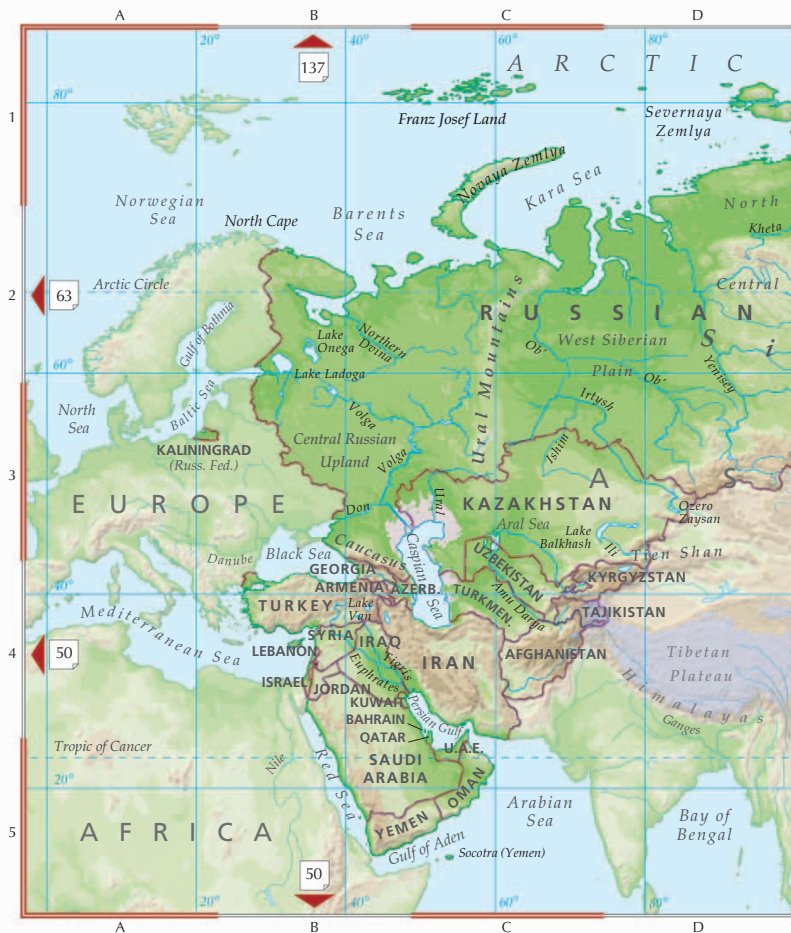 A
B
C
D
20°
40°
60°
80°
137
ARCTIC
80°
1
Franz Josef Land
Severnaya
Zemlya
Novaya Zemlya
Kara Sea
Norwegian
Sea
North Cape
Barents
Sea
North
Kheta
Arctic Circle
Central
2
63
RUSSIAN
Si
Gulf of Bothnia
Lake
Onega
Northern
Dvina
Ural Mountains
West Siberian
Plain
Ob'
Ob'
Yenisey
60°
Lake Ladoga
Irtysh
North
Sea
Baltic Sea
Volga
KALININGRAD
(Russ. Fed.)
Central Russian
Upland
Volga
Ishim
3
AS
EUROPE
Don
Ural
KAZAKHSTAN
Ozero
Zaysan
Aral Sea
Lake
Balkhash
Ili
Tien Shan
Danube
Black Sea
Caucasus
Caspian Sea
UZBEKISTAN
GEORGIA
KYRGYZSTAN
40°
ARMENIA
AZERB.
TURKMEN.
Amu Darya
TURKEY
Lake
Van
TAJIKISTAN
Mediterranean Sea
SYRIA
IRAQ
Tigris
4
50
LEBANON
IRAN
AFGHANISTAN
Tibetan
Plateau
Euphrates
Himalayas
ISRAEL
JORDAN
KUWAIT
Persian Gulf
BAHRAIN
Ganges
QATAR
U.A.E.
Tropic of Cancer
Nile
Red Sea
SAUDI
ARABIA
20°
OMAN
Arabian
Sea
Bay of
Bengal
5
AFRICA
YEMEN
Gulf of Aden
Socotra (Yemen)
50
20°
40°
60°
80°
A
B
C
D